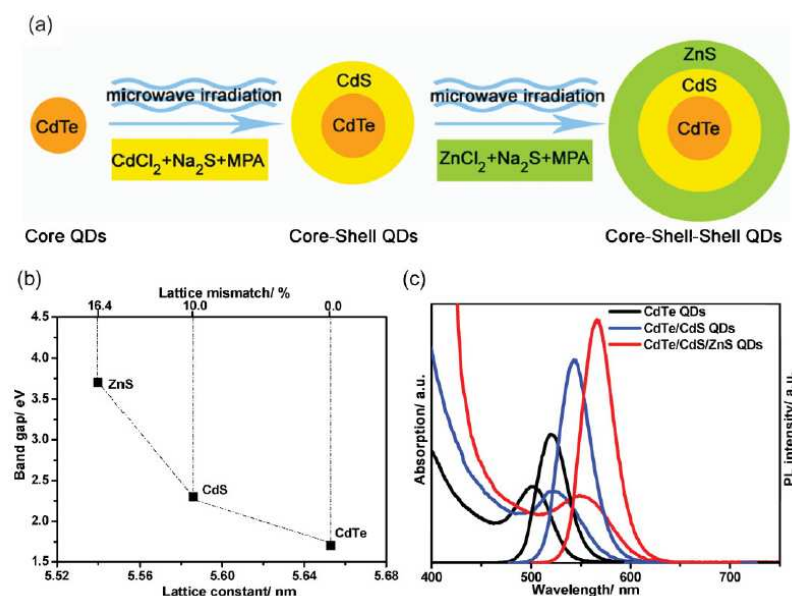 (a)
ZnS
CdS
CdS
microwave irradiation
microwave irradiation
CdTe
CdTe
CdTe
CdCl₂+Na₂S+MPA
ZnCl₂+Na₂S+MPA
Core QDs
Core-Shell QDs
Core-Shell-Shell QDs
(b)
Lattice mismatch/ %
16.4 10.0 0.0
4.5
4.0
3.5
3.0
2.5
2.0
1.5
Band gap/ eV
ZnS
CdS
CdTe
5.52 5.56 5.60 5.64 5.68
Lattice constant/ nm
(c)
CdTe QDs
CdTe/CdS QDs
CdTe/CdS/ZnS QDs
Absorption/ a.u.
PL intensity/ a.u.
400 500 600 700
Wavelength/ nm